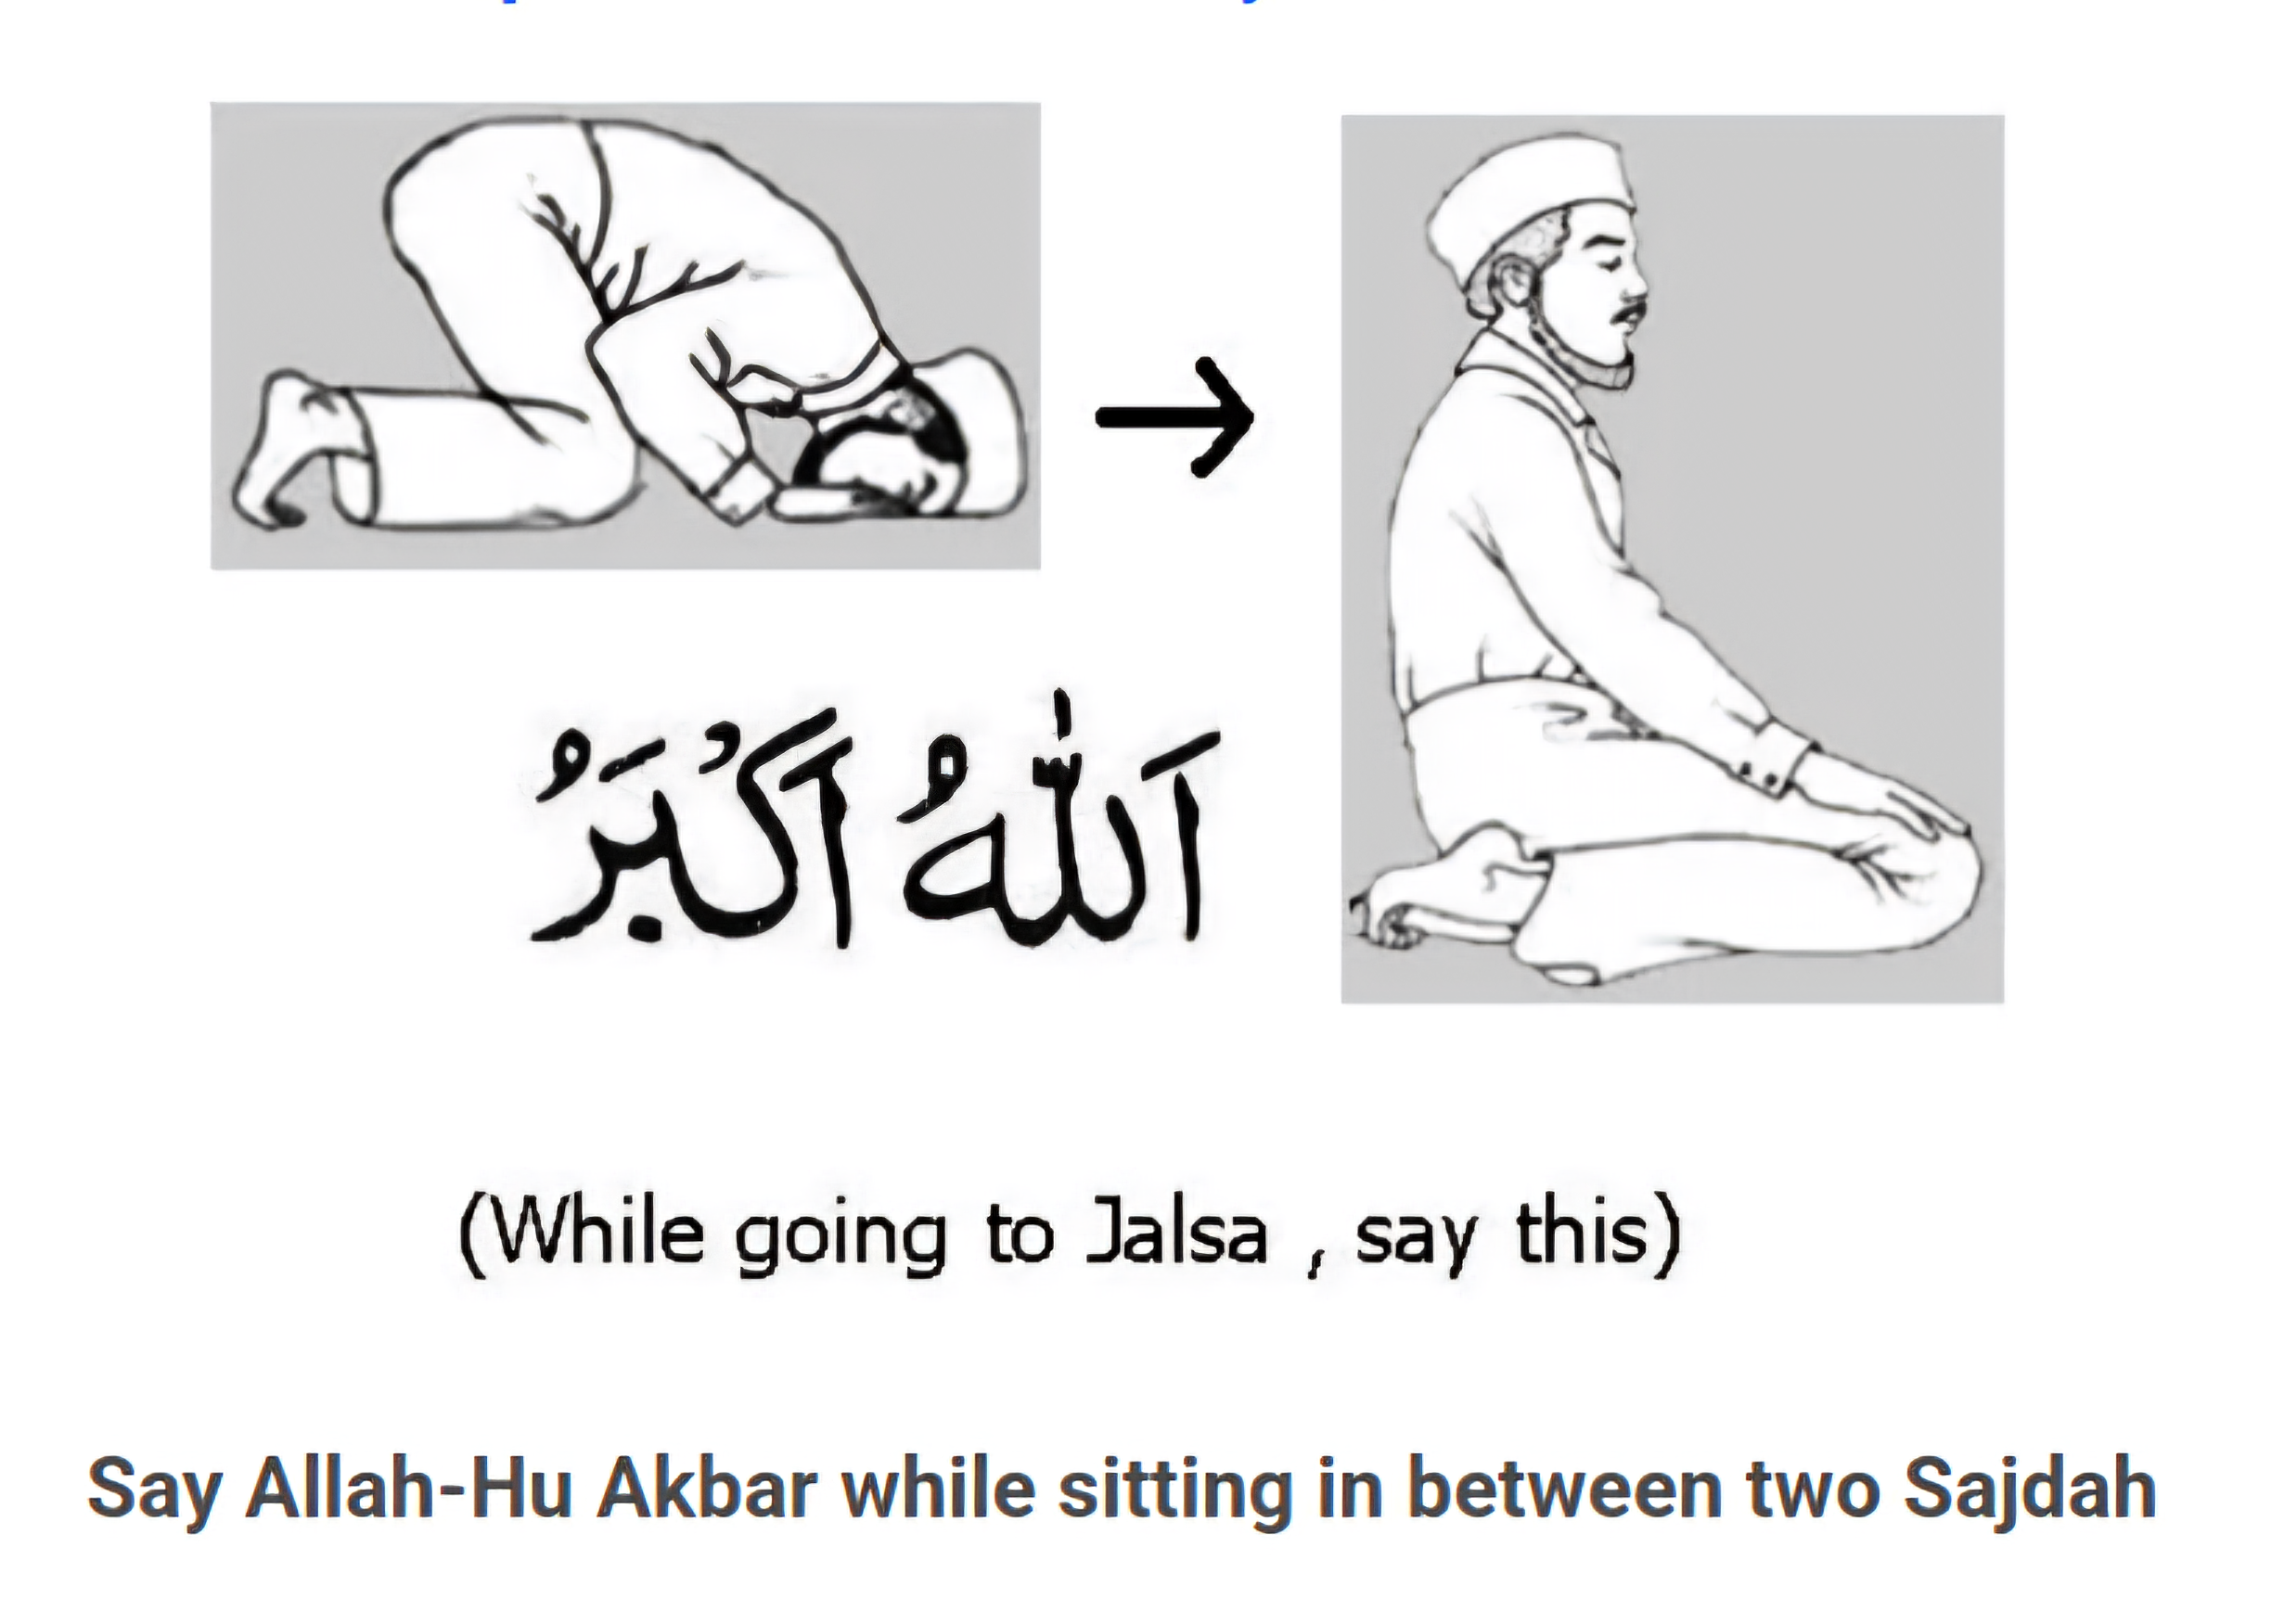 اَللّٰهُ اَكْبَرُ
(While going to Jalsa , say this)
Say Allah-Hu Akbar while sitting in between two Sajdah